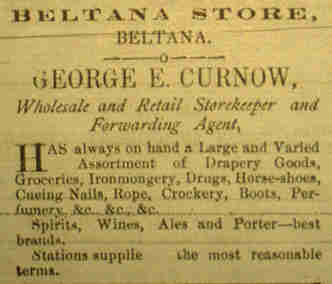 BELTANA STORE,
BELTANA.
GEORGE E. CURNOW,
Wholesale and Retail Storekeeper and
Forwarding Agent,
HAS always on hand a Large and Varied
Assortment of Drapery Goods,
Groceries, Ironmongery, Drugs, Horse-shoes,
Cueing Nails, Rope, Crockery, Boots, Per-
fumery, &c., &c., &c.
Spirits, Wines, Ales and Porter—best
brands.
Stations supplie the most reasonable
terms.